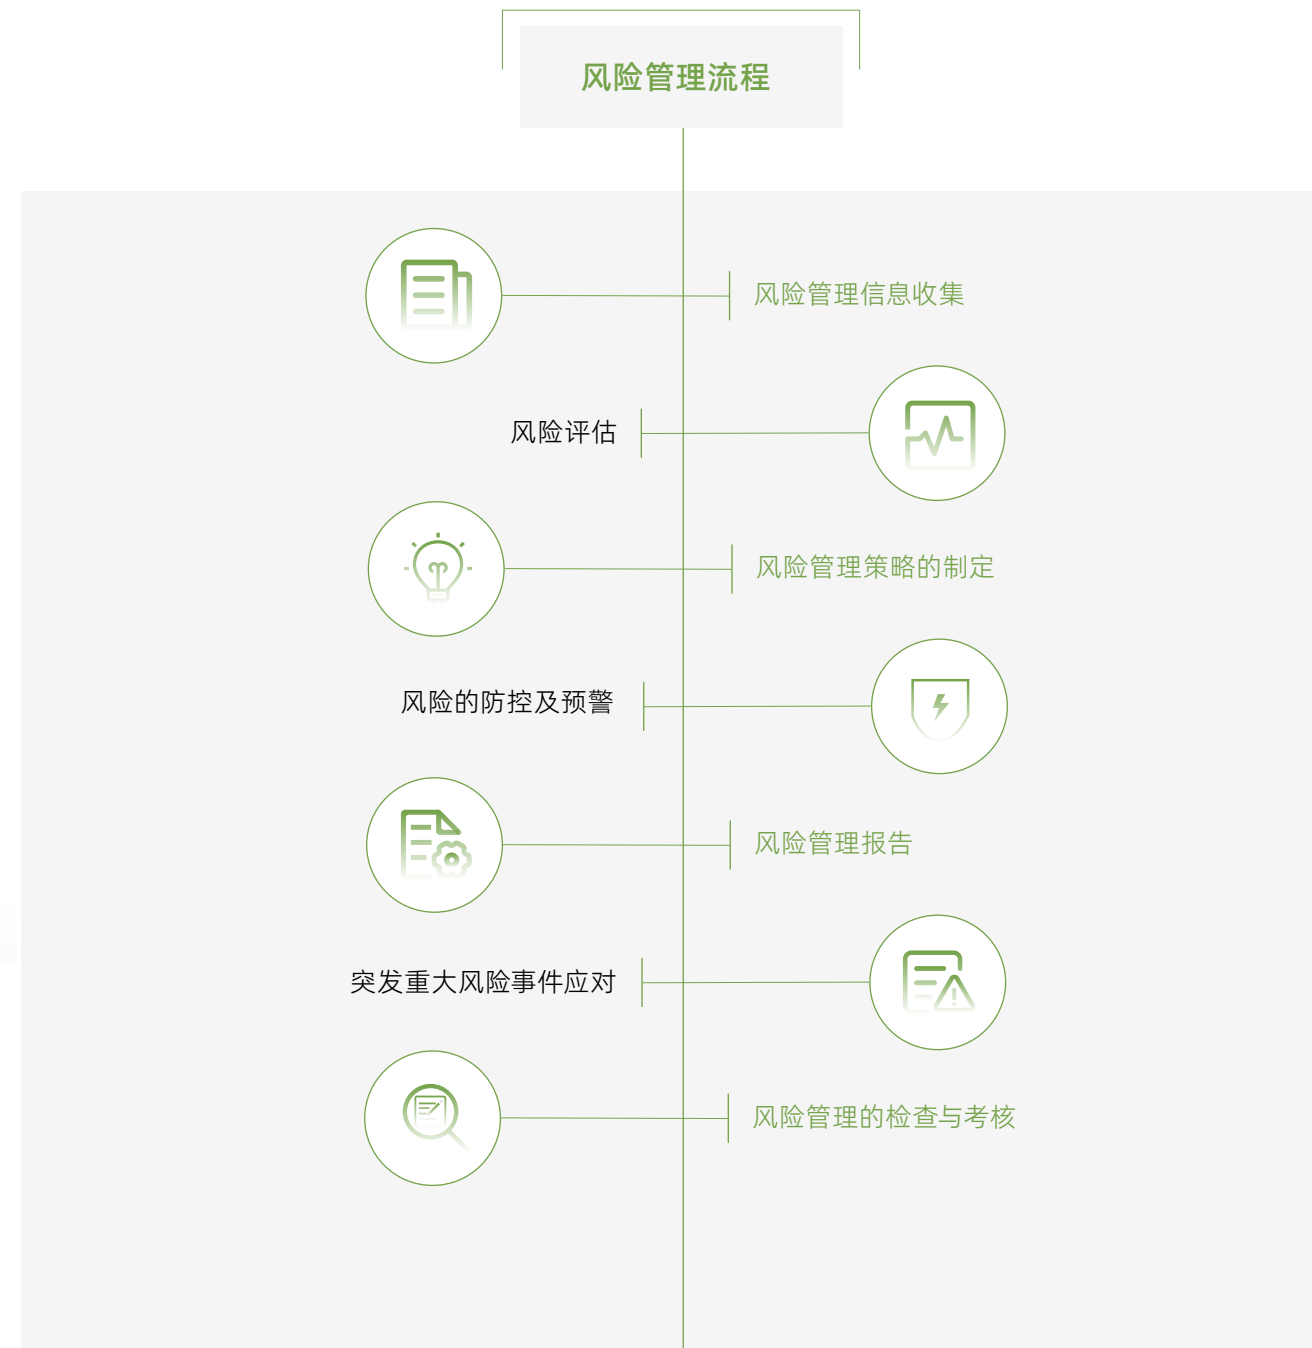 风险管理流程
风险管理信息收集
风险评估
风险管理策略的制定
风险的防控及预警
风险管理报告
突发重大风险事件应对
风险管理的检查与考核